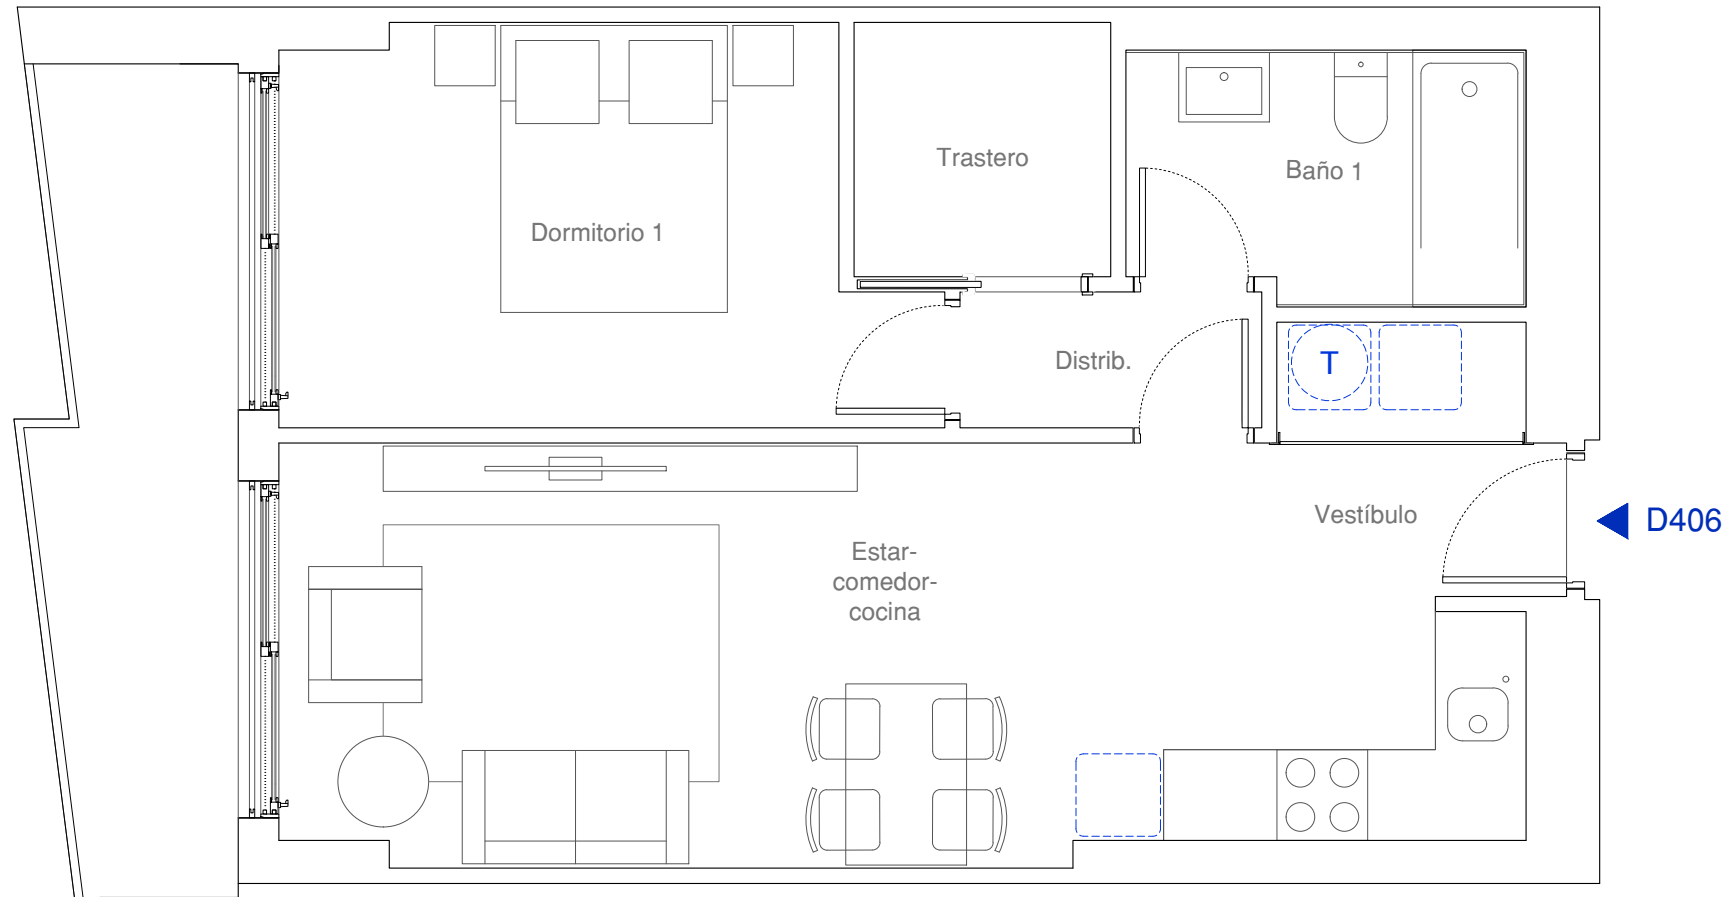 Trastero
Baño 1
Dormitorio 1
Distrib.
T
Vestíbulo
D406
Estar-
comedor-
cocina